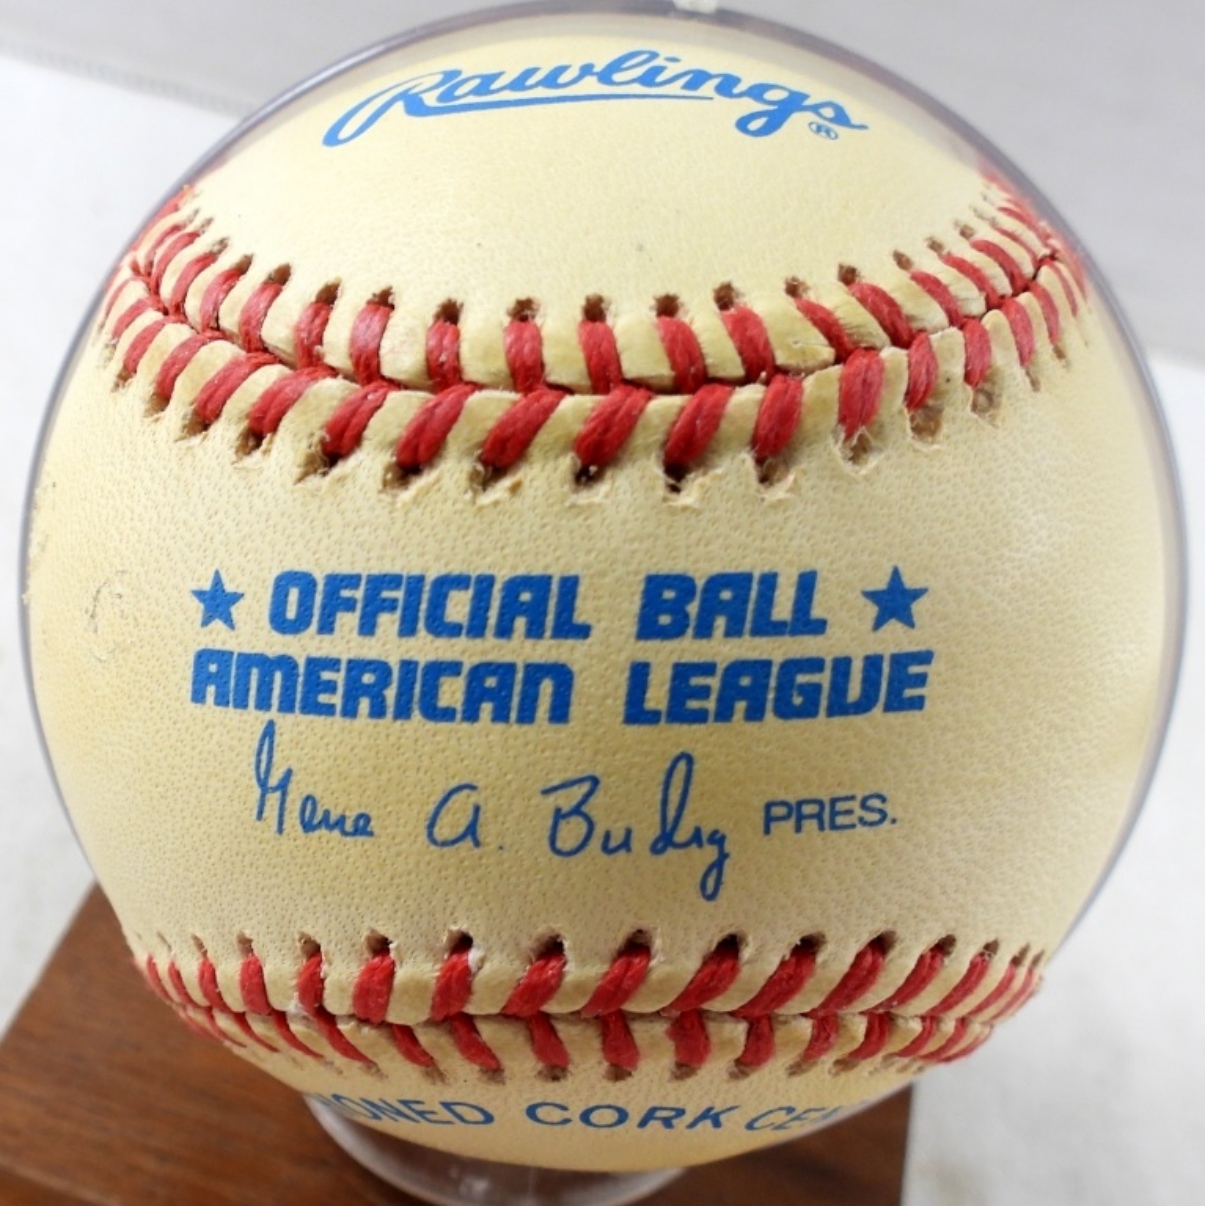 Rawlings®
★ OFFICIAL BALL ★
AMERICAN LEAGUE
Gene A. Budig PRES.
CORK